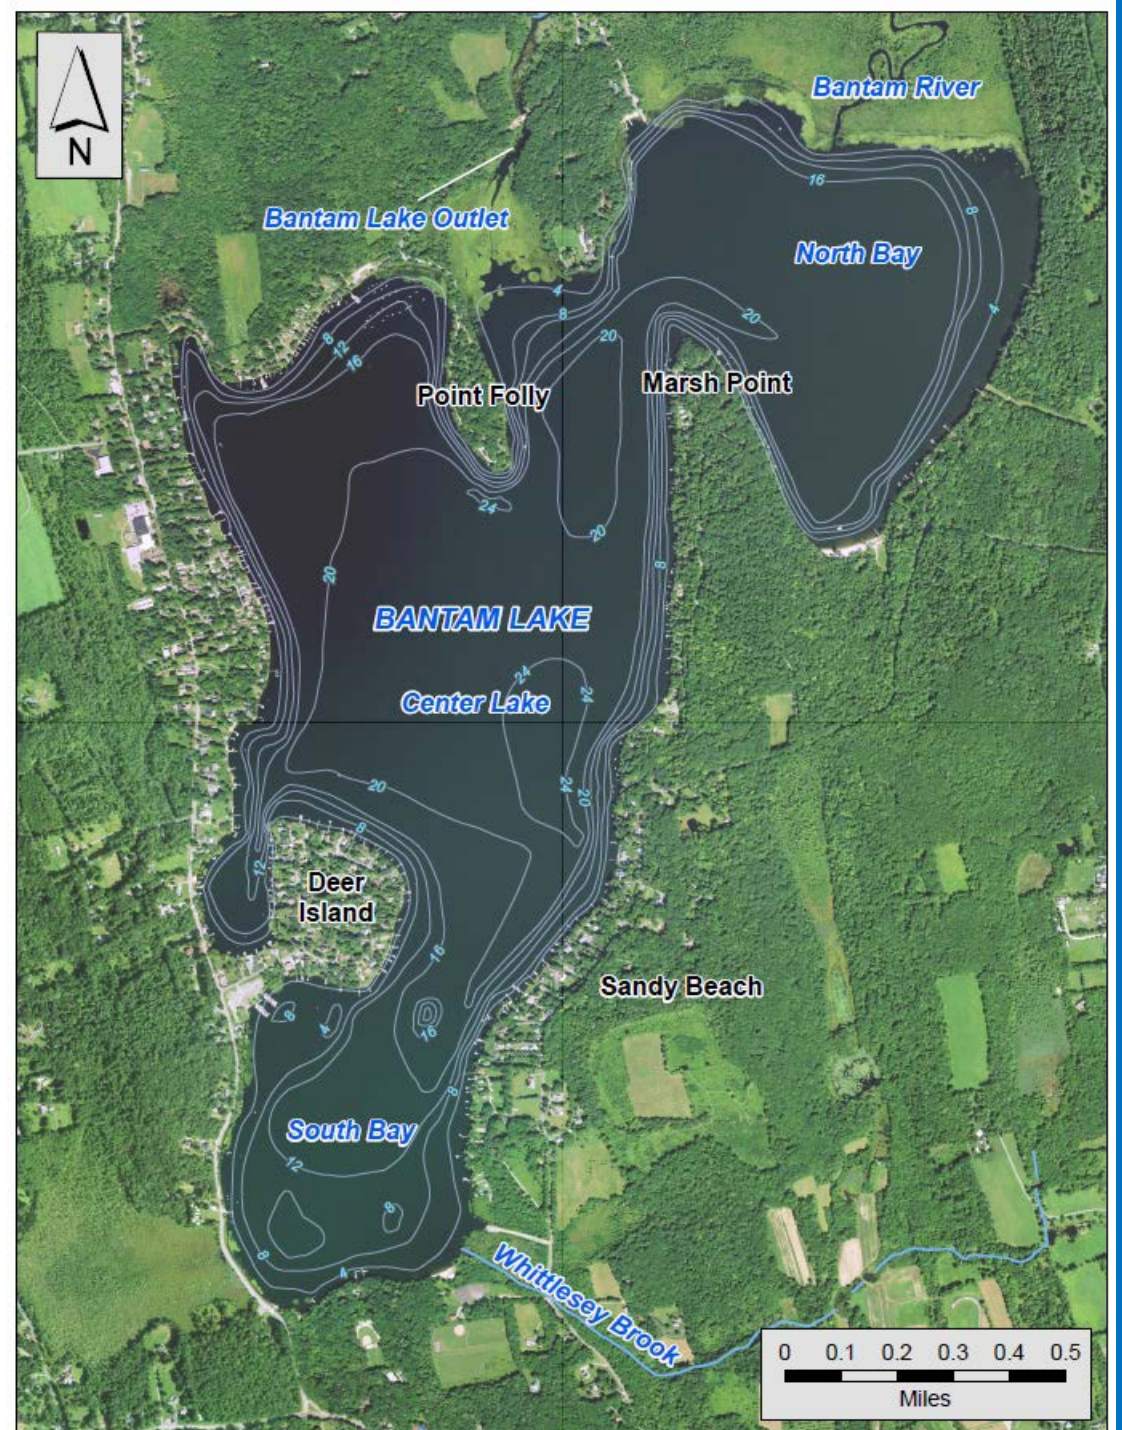 N
Bantam River
Bantam Lake Outlet
North Bay
16
8
4
4
8
20
20
8
12
16
Point Folly
Marsh Point
24
20
20
8
BANTAM LAKE
24
24
Center Lake
20
24
20
8
12
Deer
Island
16
Sandy Beach
8
4
16
8
South Bay
12
8
8
4
Whittlesey Brook
0 0.1 0.2 0.3 0.4 0.5
Miles